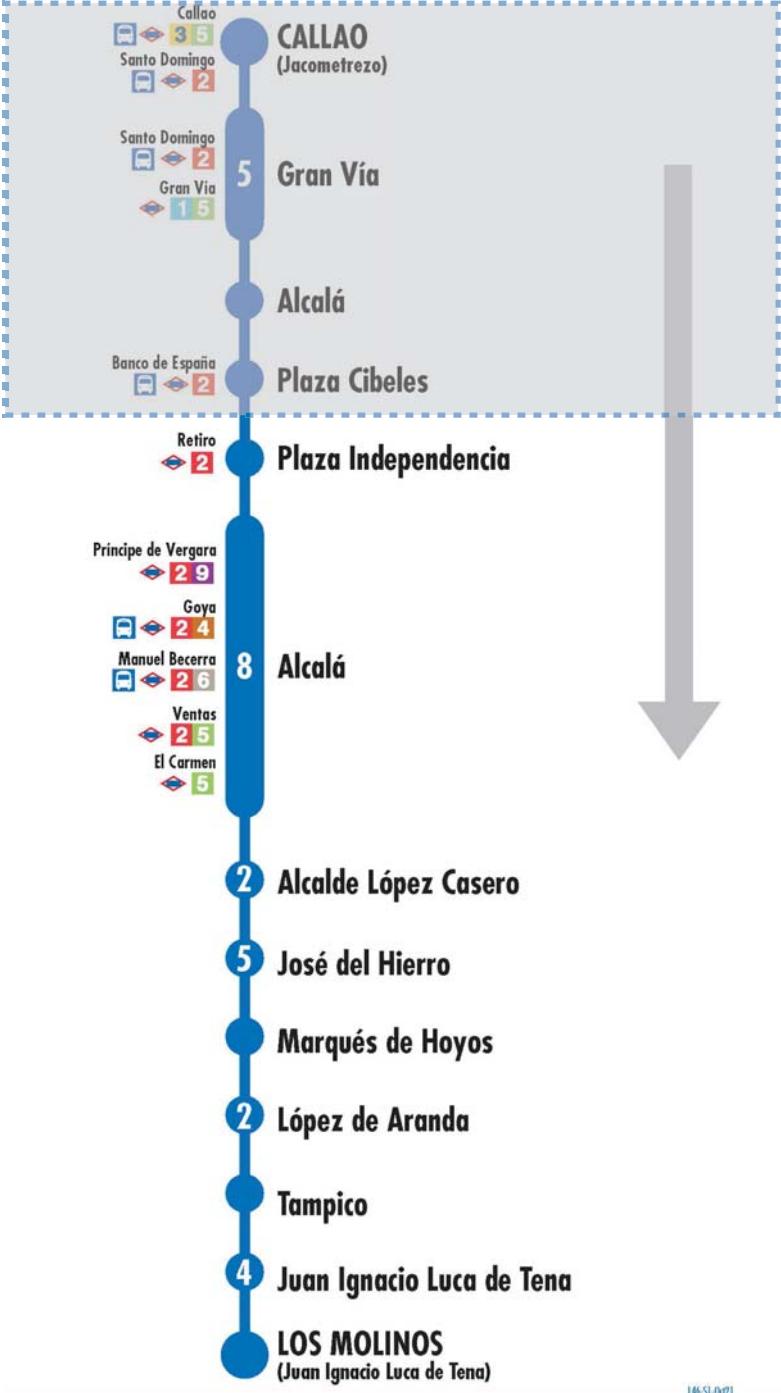 Callao
3 5
CALLAO
(Jacometrezo)
Santo Domingo
2
Santo Domingo
2
5
Gran Vía
Gran Vía
1 5
Alcalá
Banco de España
2
Plaza Cibeles
Retiro
2
Plaza Independencia
Príncipe de Vergara
2 9
Goya
2 4
Manuel Becerra
2 6
8
Alcalá
Ventas
2 5
El Carmen
5
2
Alcalde López Casero
5
José del Hierro
Marqués de Hoyos
2
López de Aranda
Tampico
4
Juan Ignacio Luca de Tena
LOS MOLINOS
(Juan Ignacio Luca de Tena)